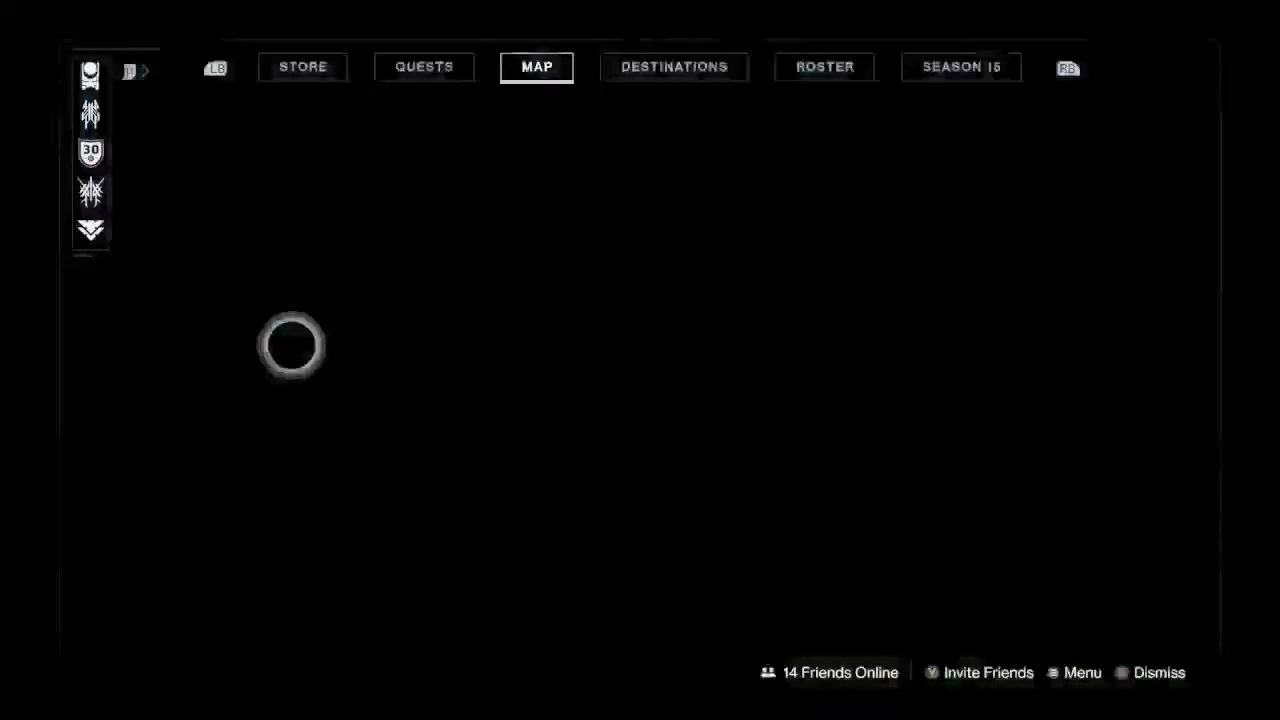 LB STORE QUESTS MAP DESTINATIONS ROSTER SEASON 15 RB
30
14 Friends Online Y Invite Friends Menu Dismiss